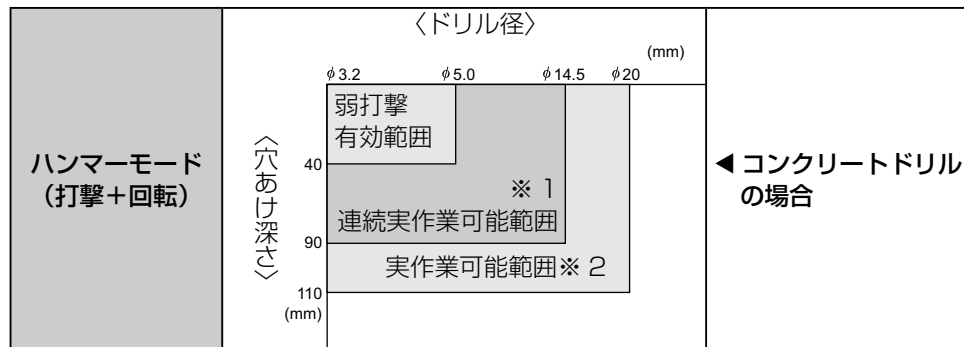 ハンマーモード
（打撃＋回転）
〈ドリル径〉
(mm)
φ3.2
φ5.0
φ14.5
φ20
〈穴あけ深さ〉
弱打撃
有効範囲
40
※1
連続実作業可能範囲
90
実作業可能範囲※2
110
(mm)
◀コンクリートドリル
の場合